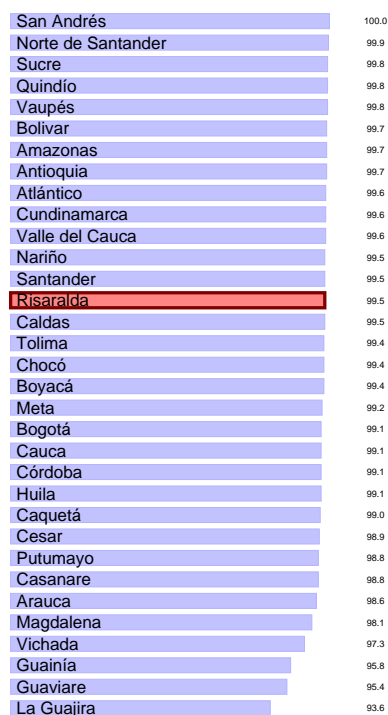 San Andrés 100.0
Norte de Santander 99.9
Sucre 99.8
Quindío 99.8
Vaupés 99.8
Bolivar 99.7
Amazonas 99.7
Antioquia 99.7
Atlántico 99.6
Cundinamarca 99.6
Valle del Cauca 99.6
Nariño 99.5
Santander 99.5
Risaralda 99.5
Caldas 99.5
Tolima 99.4
Chocó 99.4
Boyacá 99.4
Meta 99.2
Bogotá 99.1
Cauca 99.1
Córdoba 99.1
Huila 99.1
Caquetá 99.0
Cesar 98.9
Putumayo 98.8
Casanare 98.8
Arauca 98.6
Magdalena 98.1
Vichada 97.3
Guainía 95.8
Guaviare 95.4
La Guajira 93.6